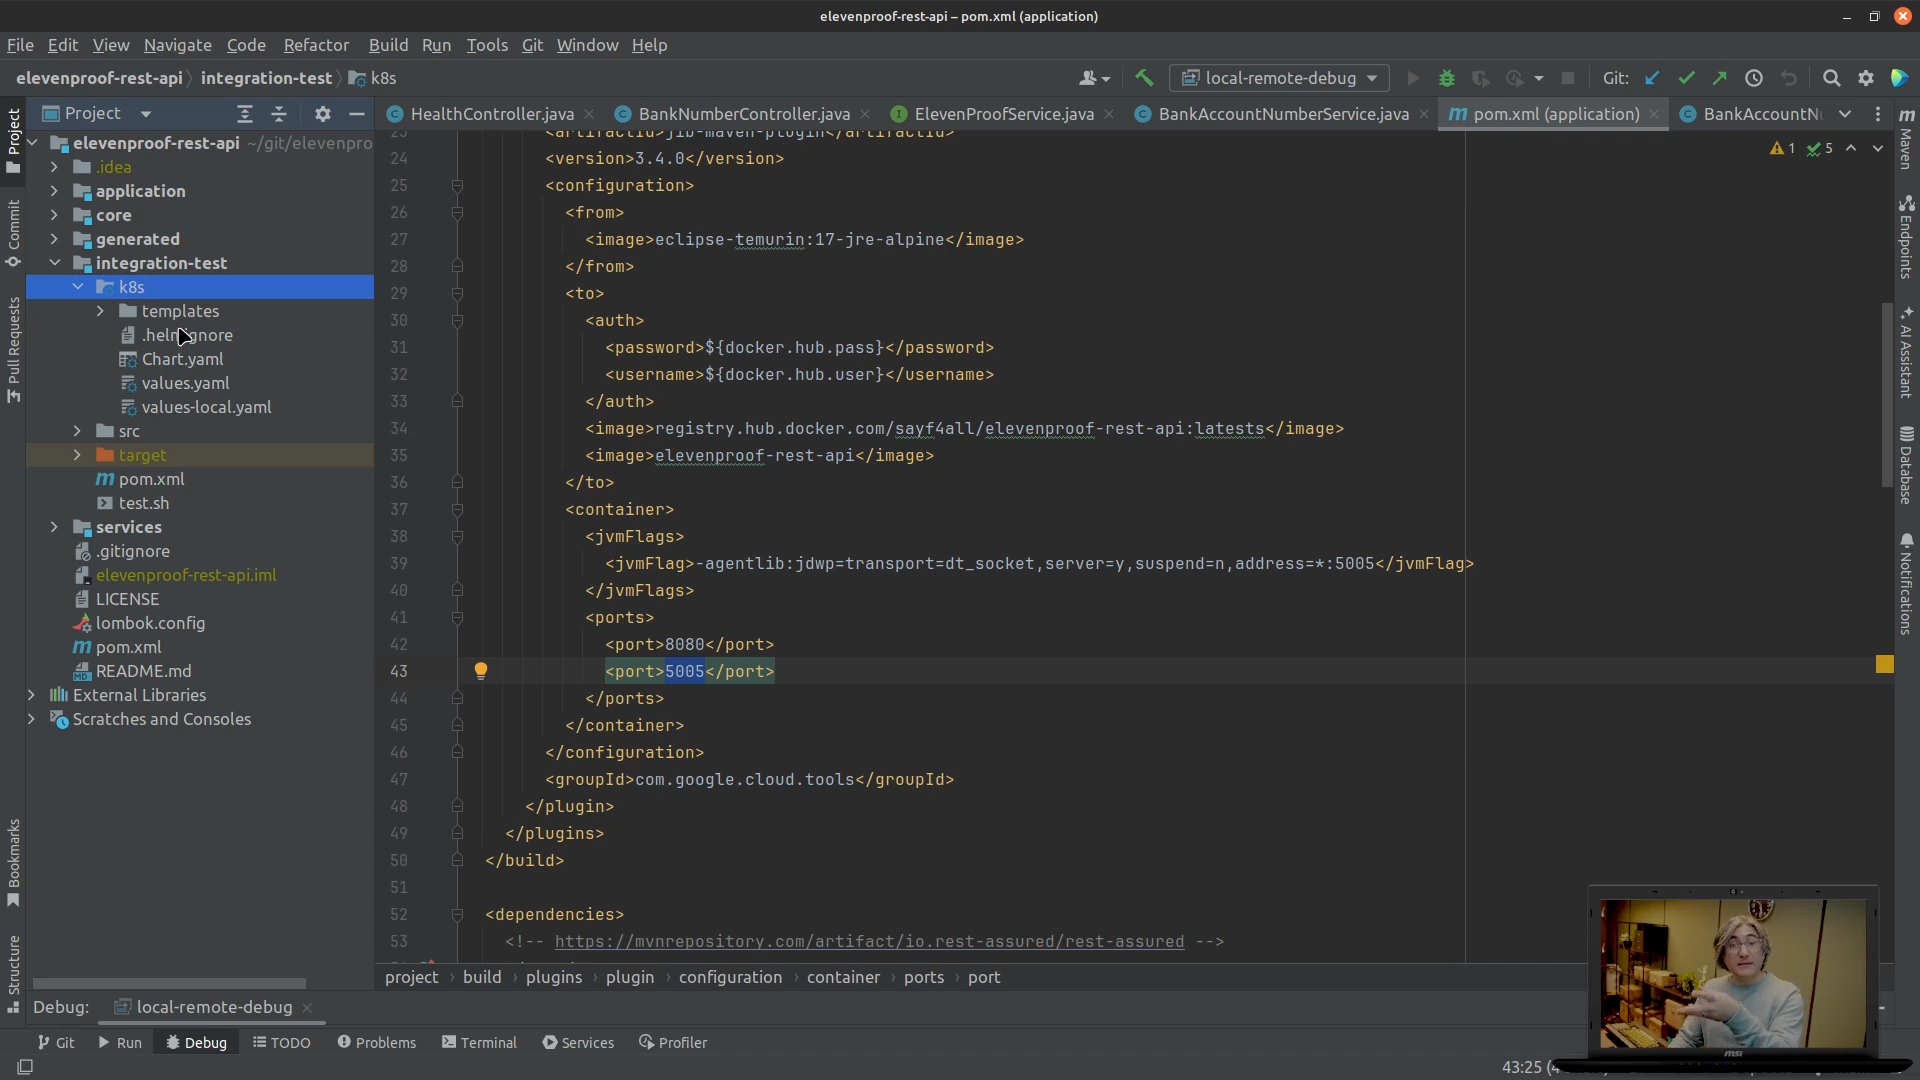 elevenproof-rest-api – pom.xml (application)
File Edit View Navigate Code Refactor Build Run Tools Git Window Help
elevenproof-rest-api integration-test k8s
local-remote-debug
Git:
Project
HealthController.java
BankNumberController.java
ElevenProofService.java
BankAccountNumberService.java
pom.xml (application)
BankAccountN
elevenproof-rest-api ~/git/elevenpro
.idea
application
core
generated
integration-test
k8s
templates
Chart.yaml
values.yaml
values-local.yaml
src
target
pom.xml
test.sh
services
.gitignore
elevenproof-rest-api.iml
LICENSE
lombok.config
pom.xml
README.md
External Libraries
Scratches and Consoles
Project
Commit
Pull Requests
Bookmarks
Structure
1 5
<artifactId>jib-maven-plugin</artifactId>
24 <version>3.4.0</version>
25 <configuration>
26 <from>
27 <image>eclipse-temurin:17-jre-alpine</image>
28 </from>
29 <to>
30 <auth>
31 <password>${docker.hub.pass}</password>
32 <username>${docker.hub.user}</username>
33 </auth>
34 <image>registry.hub.docker.com/sayf4all/elevenproof-rest-api:latests</image>
35 <image>elevenproof-rest-api</image>
36 </to>
37 <container>
38 <jvmFlags>
39 <jvmFlag>-agentlib:jdwp=transport=dt_socket,server=y,suspend=n,address=*:5005</jvmFlag>
40 </jvmFlags>
41 <ports>
42 <port>8080</port>
43 <port>5005</port>
44 </ports>
45 </container>
46 </configuration>
47 <groupId>com.google.cloud.tools</groupId>
48 </plugin>
49 </plugins>
50 </build>
51
52 <dependencies>
53 <!-- https://mvnrepository.com/artifact/io.rest-assured/rest-assured -->
project build plugins plugin configuration container ports port
Maven
Endpoints
AI Assistant
Database
Notifications
Debug: local-remote-debug
Git Run Debug TODO Problems Terminal Services Profiler
43:25
msi